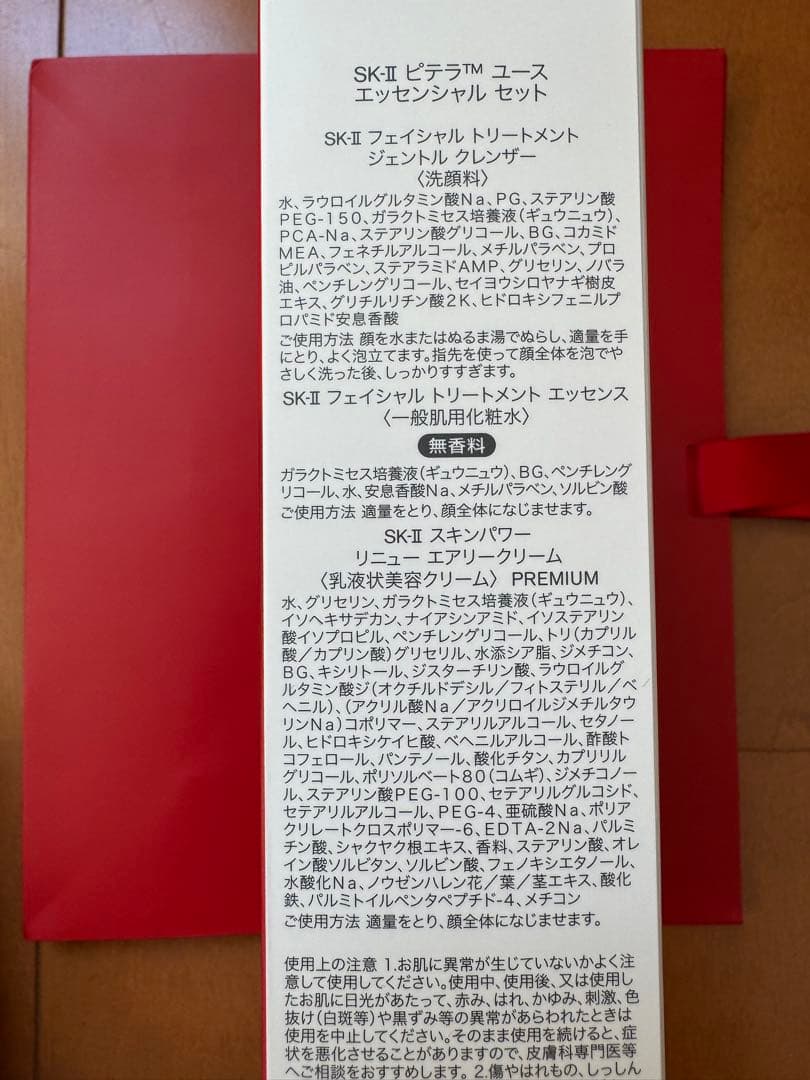 SK-Ⅱ ピテラ™ ユース
エッセンシャル セット
SK-Ⅱ フェイシャル トリートメント
ジェントル クレンザー
〈洗顔料〉
水、ラウロイルグルタミン酸Na、PG、ステアリン酸
PEG-150、ガラクトミセス培養液(ギュウニュウ)、
PCA-Na、ステアリン酸グリコール、BG、コカミド
MEA、フェネチルアルコール、メチルパラベン、プロ
ピルパラベン、ステアラミドAMP、グリセリン、ノバラ
油、ペンチレングリコール、セイヨウシロヤナギ樹皮
エキス、グリチルリチン酸2K、ヒドロキシフェニルプ
ロパミド安息香酸
ご使用方法 顔を水またはぬるま湯でぬらし、適量を手
にとり、よく泡立てます。指先を使って顔全体を泡でや
さしく洗った後、しっかりすすぎます。
SK-Ⅱ フェイシャル トリートメント エッセンス
〈一般肌用化粧水〉
無香料
ガラクトミセス培養液(ギュウニュウ)、BG、ペンチレング
リコール、水、安息香酸Na、メチルパラベン、ソルビン酸
ご使用方法 適量をとり、顔全体になじませます。
SK-Ⅱ スキンパワー
リニュー エアリークリーム
〈乳液状美容クリーム〉 PREMIUM
水、グリセリン、ガラクトミセス培養液(ギュウニュウ)、
イソヘキサデカン、ナイアシンアミド、イソステアリン
酸イソプロピル、ペンチレングリコール、トリ(カプリル
酸/カプリン酸)グリセリル、水添シア脂、ジメチコン、
BG、キシリトール、ジスターチリン酸、ラウロイルグ
ルタミン酸ジ(オクチルドデシル/フィトステリル/ベ
ヘニル)、(アクリル酸Na/アクリロイルジメチルタウ
リンNa)コポリマー、ステアリルアルコール、セタノー
ル、ヒドロキシケイヒ酸、ベヘニルアルコール、酢酸ト
コフェロール、パンテノール、酸化チタン、カプリリル
グリコール、ポリソルベート80(コムギ)、ジメチコノー
ル、ステアリン酸PEG-100、セテアリルグルコシド、
セテアリルアルコール、PEG-4、亜硫酸Na、ポリア
クリレートクロスポリマー-6、EDTA-2Na、パルミ
チン酸、シャクヤク根エキス、香料、ステアリン酸、オレ
イン酸ソルビタン、ソルビン酸、フェノキシエタノール、
水酸化Na、ノウゼンハレン花/葉/茎エキス、酸化
鉄、パルミトイルペンタペプチド-4、メチコン
ご使用方法 適量をとり、顔全体になじませます。
使用上の注意 1.お肌に異常が生じていないかよく注
意して使用してください。使用中、使用後、又は使用し
たお肌に日光があたって、赤み、はれ、かゆみ、刺激、色
抜け(白斑等)や黒ずみ等の異常があらわれたときは
使用を中止してください。そのまま使用を続けると、症
状を悪化させることがありますので、皮膚科専門医等
へご相談をおすすめします。 2.傷やはれもの、しっしん